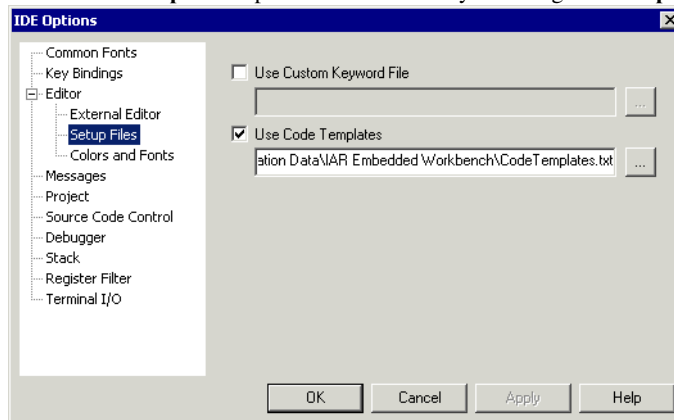 IDE Options
Common Fonts
Key Bindings
Editor
External Editor
Setup Files
Colors and Fonts
Messages
Project
Source Code Control
Debugger
Stack
Register Filter
Terminal I/O
Use Custom Keyword File
...
Use Code Templates
ation Data\IAR Embedded Workbench\CodeTemplates.txt
...
OK Cancel Apply Help